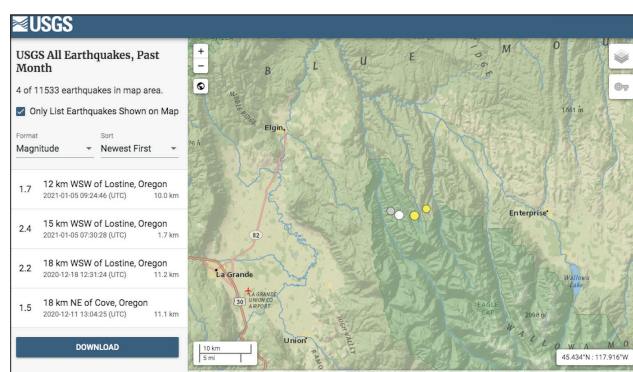 USGS
USGS All Earthquakes, Past
Month
4 of 11533 earthquakes in map area.
Only List Earthquakes Shown on Map
Format
Sort
Magnitude
Newest First
1.7
12 km WSW of Lostine, Oregon
2021-01-05 09:24:46 (UTC)
10.0 km
2.4
15 km WSW of Lostine, Oregon
2021-01-05 07:30:28 (UTC)
1.7 km
2.2
18 km WSW of Lostine, Oregon
2020-12-18 12:31:24 (UTC)
11.2 km
1.5
18 km NE of Cove, Oregon
2020-12-11 13:04:25 (UTC)
11.1 km
DOWNLOAD
+
−
B L U E M O U
Elgin
Enterprise
82
La Grande
LA GRANDE
UNION CO
AIRPORT
30
Union
Wallowa
Lake
EAGLE
CAP
W A L L O W A M O
10 km
5 mi
45.434°N : 117.916°W